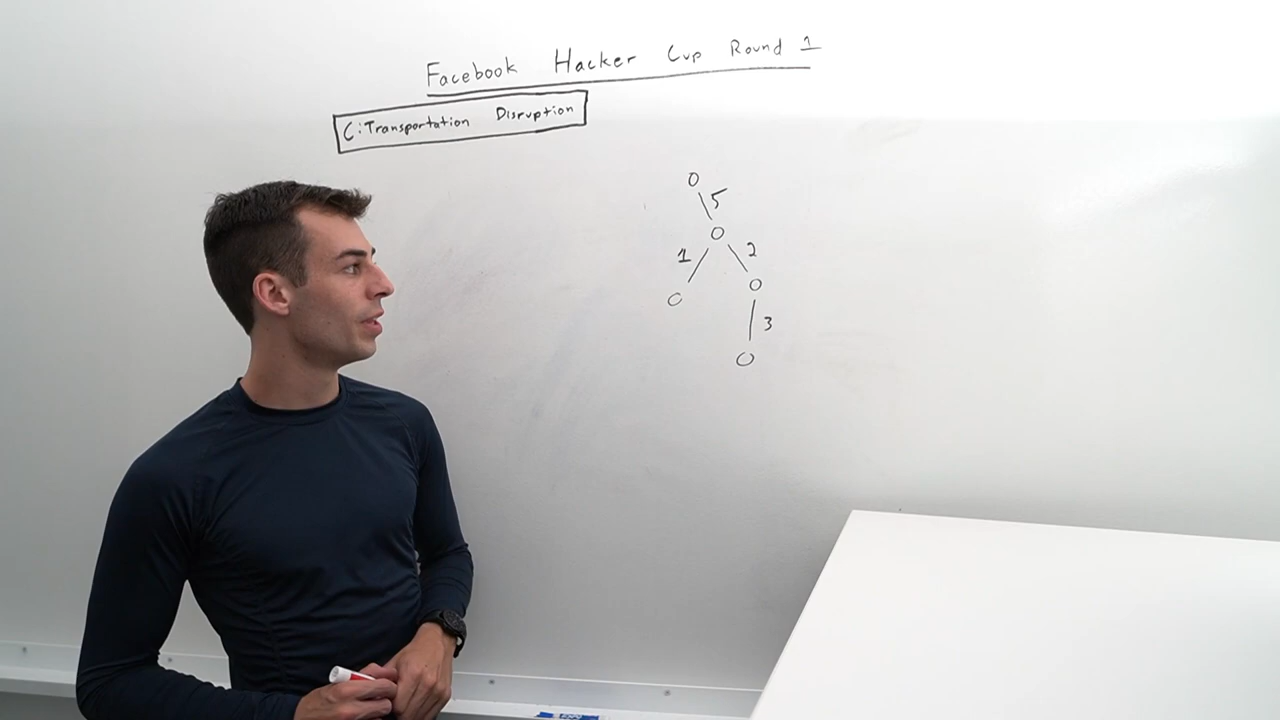 Facebook Hacker Cup Round 1
C: Transportation Disruption
5
1 2
3